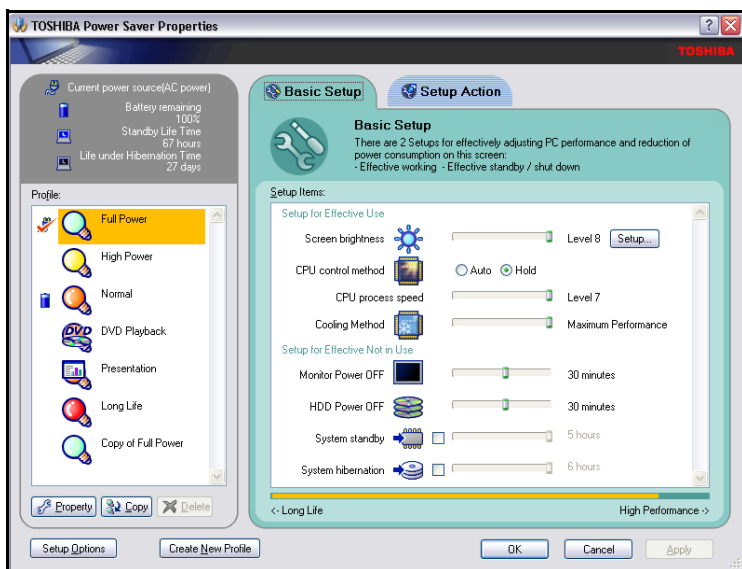 TOSHIBA Power Saver Properties
TOSHIBA
Current power source(AC power)
Battery remaining
100%
Standby Life Time
67 hours
Life under Hibernation Time
27 days
Profile:
Full Power
High Power
Normal
DVD
DVD Playback
Presentation
Long Life
Copy of Full Power
Property
Copy
Delete
Basic Setup
Setup Action
Basic Setup
There are 2 Setups for effectively adjusting PC performance and reduction of
power consumption on this screen:
- Effective working - Effective standby / shut down
Setup Items:
Setup for Effective Use
Screen brightness Level 8 Setup...
CPU control method Auto Hold
CPU process speed Level 7
Cooling Method Maximum Performance
Setup for Effective Not in Use
Monitor Power OFF 30 minutes
HDD Power OFF 30 minutes
System standby 5 hours
System hibernation 6 hours
<- Long Life High Performance ->
Setup Options
Create New Profile
OK
Cancel
Apply